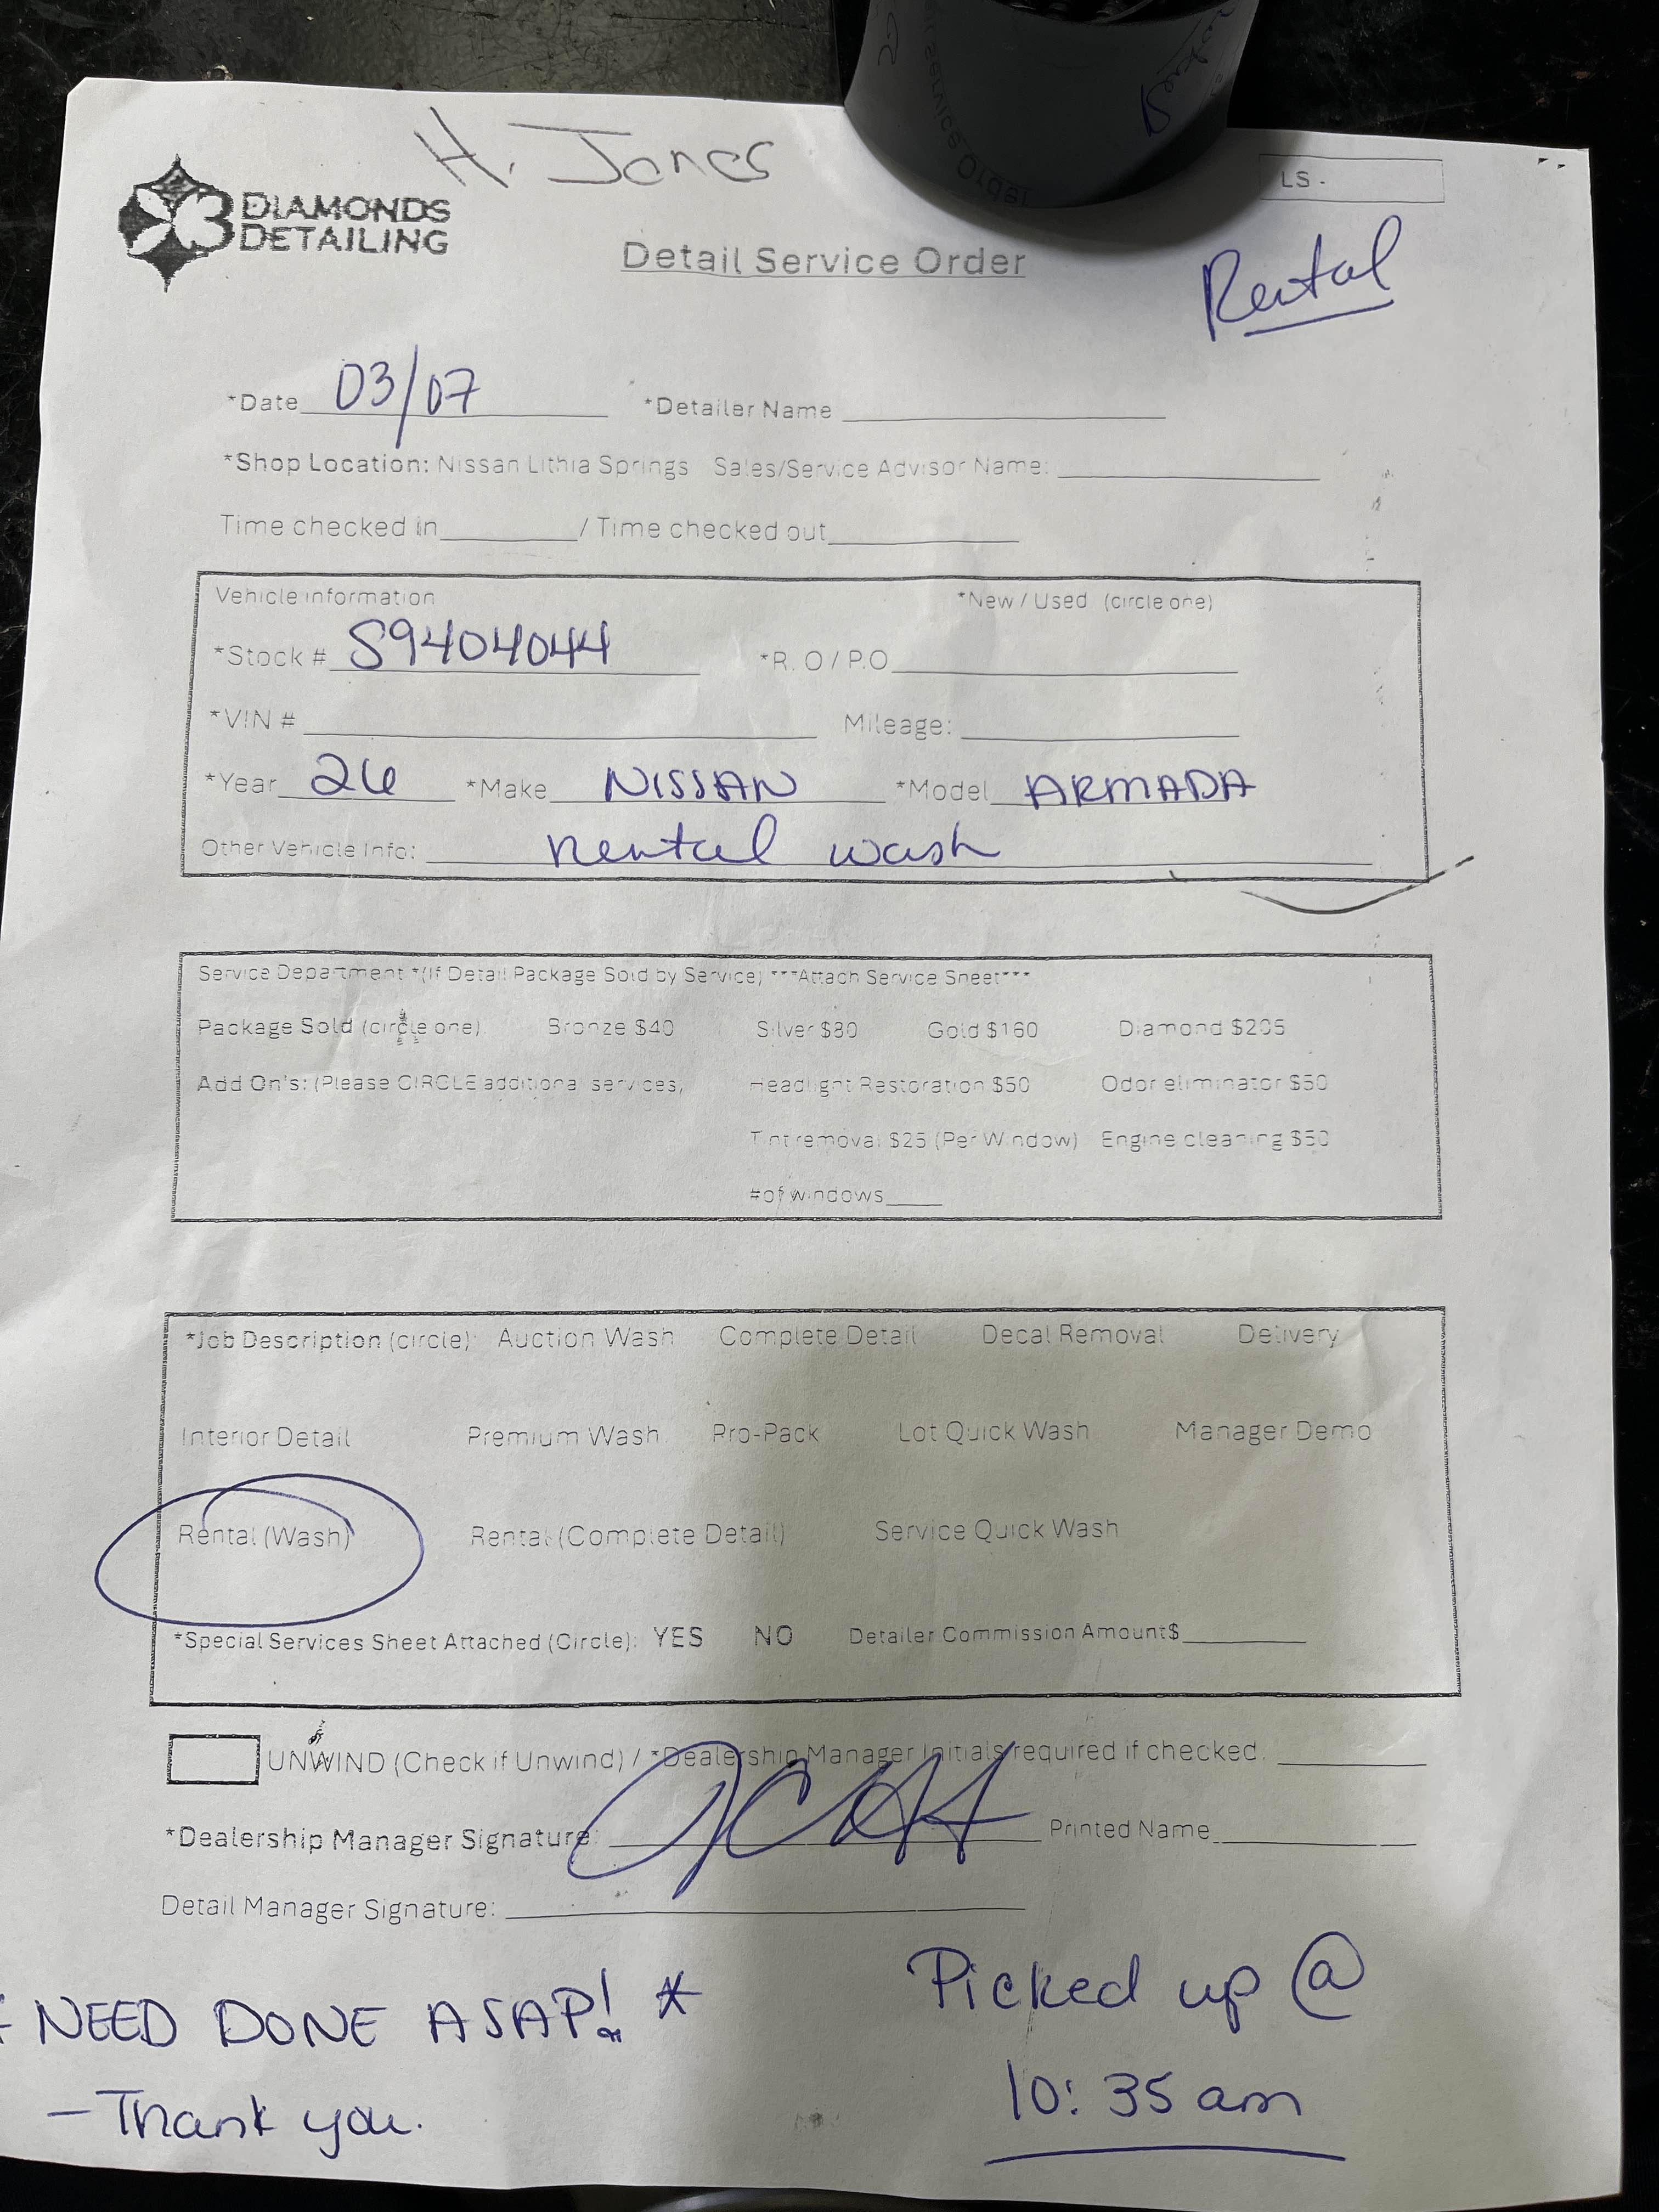 H. Jones
DIAMONDS
DETAILING
LS -
Detail Service Order
Rental
*Date 03/07 *Detailer Name
*Shop Location: Nissan Lithia Springs Sales/Service Advisor Name:
Time checked in / Time checked out
Vehicle information *New / Used (circle one)
*Stock # S9404044 *R. O / P.O
*VIN # Mileage:
*Year 26 *Make NISSAN *Model ARMADA
Other Vehicle Info: rental wash
Service Department *(If Detail Package Sold by Service) ***Attach Service Sheet***
Package Sold (circle one) Bronze $40 Silver $80 Gold $160 Diamond $205
Add On's: (Please CIRCLE additional services, Headlight Restoration $50 Odor eliminator $50
Tint removal $25 (Per Window) Engine cleaning $50
# of windows
*Job Description (circle): Auction Wash Complete Detail Decal Removal Delivery
Interior Detail Premium Wash Pro-Pack Lot Quick Wash Manager Demo
Rental (Wash) Rental (Complete Detail) Service Quick Wash
*Special Services Sheet Attached (Circle): YES NO Detailer Commission Amount$
UNWIND (Check if Unwind) / *Dealership Manager Initials required if checked.
*Dealership Manager Signature: Printed Name
Detail Manager Signature:
* NEED DONE ASAP! *
- Thank you.
Picked up @
10:35 am